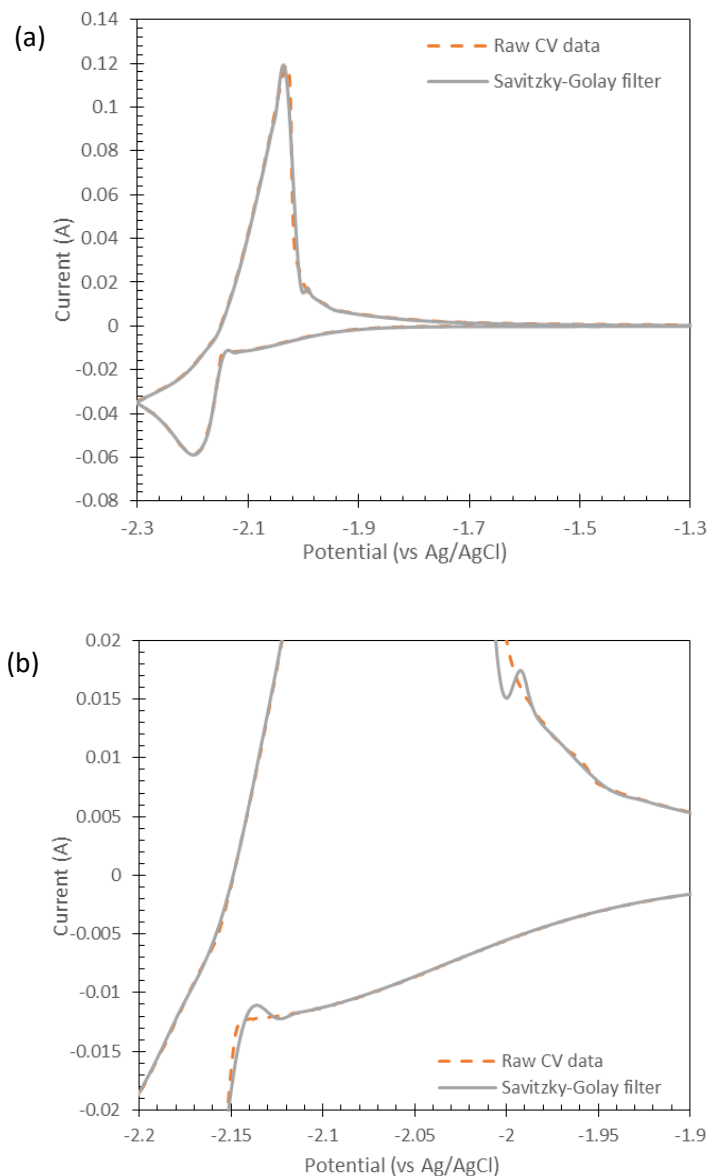 (a)
Raw CV data
Savitzky-Golay filter
0.14
0.12
0.1
0.08
0.06
0.04
0.02
0
-0.02
-0.04
-0.06
-0.08
Current (A)
-2.3 -2.1 -1.9 -1.7 -1.5 -1.3
Potential (vs Ag/AgCl)
(b)
0.02
0.015
0.01
0.005
0
-0.005
-0.01
-0.015
-0.02
Current (A)
Raw CV data
Savitzky-Golay filter
-2.2 -2.15 -2.1 -2.05 -2 -1.95 -1.9
Potential (vs Ag/AgCl)